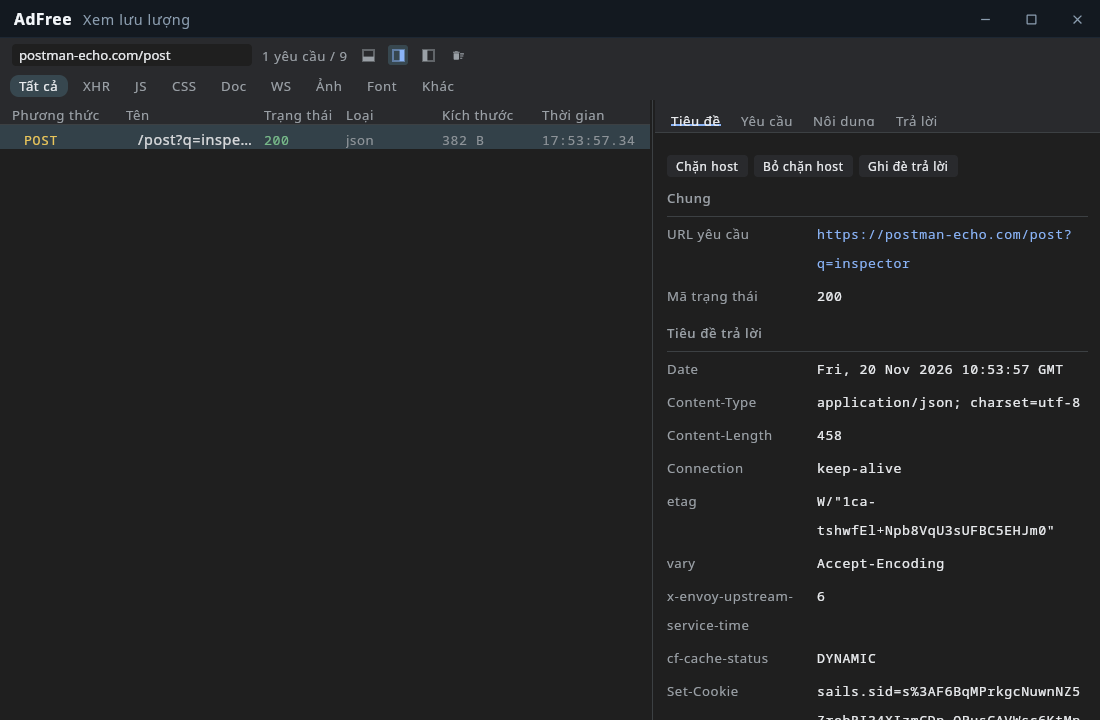 AdFree Xem lưu lượng
postman-echo.com/post 1 yêu cầu / 9
Tất cả XHR JS CSS Doc WS Ảnh Font Khác
Phương thức Tên Trạng thái Loại Kích thước Thời gian
POST /post?q=inspe... 200 json 382 B 17:53:57.34
Tiêu đề Yêu cầu Nội dung Trả lời
Chặn host Bỏ chặn host Ghi đè trả lời
Chung
URL yêu cầu https://postman-echo.com/post?
q=inspector
Mã trạng thái 200
Tiêu đề trả lời
Date Fri, 20 Nov 2026 10:53:57 GMT
Content-Type application/json; charset=utf-8
Content-Length 458
Connection keep-alive
etag W/"1ca-
tshwfEl+Npb8VqU3sUFBC5EHJm0"
vary Accept-Encoding
x-envoy-upstream- 6
service-time
cf-cache-status DYNAMIC
Set-Cookie sails.sid=s%3AF6BqMPrkgcNuwnNZ5